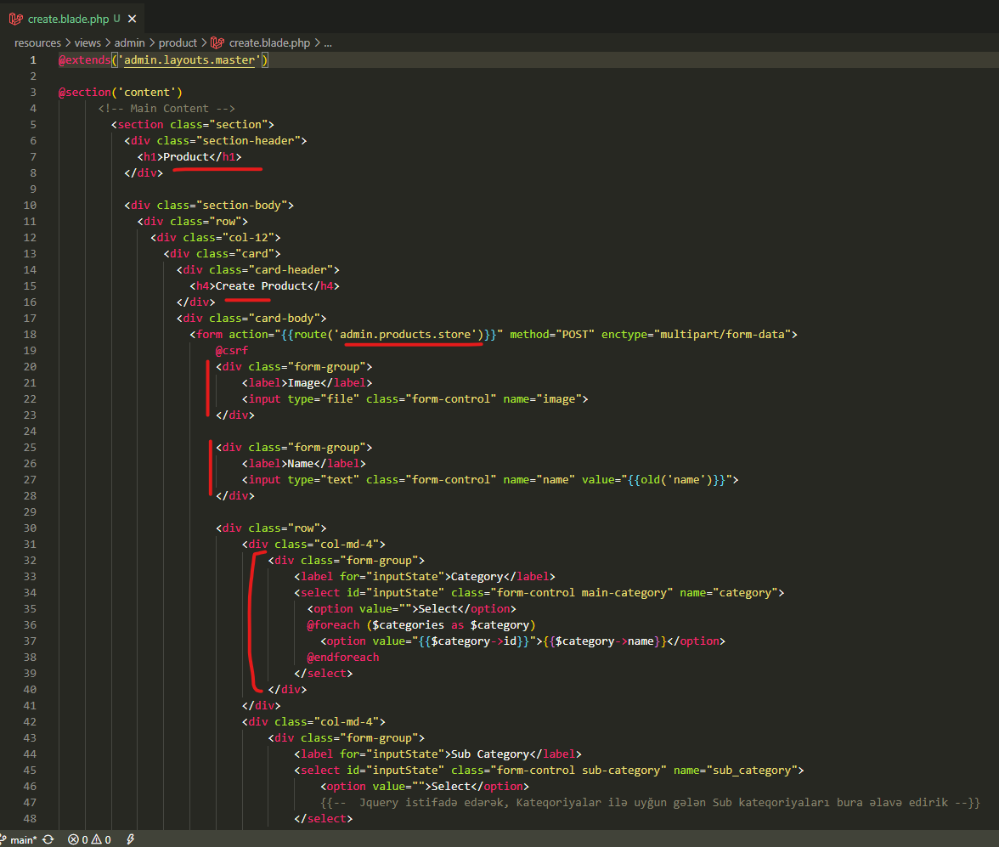 create.blade.php U ×
resources > views > admin > product > create.blade.php > ...
1 @extends('admin.layouts.master')
2
3 @section('content')
4 <!-- Main Content -->
5 <section class="section">
6 <div class="section-header">
7 <h1>Product</h1>
8 </div>
9
10 <div class="section-body">
11 <div class="row">
12 <div class="col-12">
13 <div class="card">
14 <div class="card-header">
15 <h4>Create Product</h4>
16 </div>
17 <div class="card-body">
18 <form action="{{route('admin.products.store')}}" method="POST" enctype="multipart/form-data">
19 @csrf
20 <div class="form-group">
21 <label>Image</label>
22 <input type="file" class="form-control" name="image">
23 </div>
24
25 <div class="form-group">
26 <label>Name</label>
27 <input type="text" class="form-control" name="name" value="{{old('name')}}">
28 </div>
29
30 <div class="row">
31 <div class="col-md-4">
32 <div class="form-group">
33 <label for="inputState">Category</label>
34 <select id="inputState" class="form-control main-category" name="category">
35 <option value="">Select</option>
36 @foreach ($categories as $category)
37 <option value="{{$category->id}}">{{$category->name}}</option>
38 @endforeach
39 </select>
40 </div>
41 </div>
42 <div class="col-md-4">
43 <div class="form-group">
44 <label for="inputState">Sub Category</label>
45 <select id="inputState" class="form-control sub-category" name="sub_category">
46 <option value="">Select</option>
47 {{-- Jquery istifadə edərək, Kateqoriyalar ilə uyğun gələn Sub kateqoriyaları bura əlavə edirik --}}
48 </select>
main* 0 0